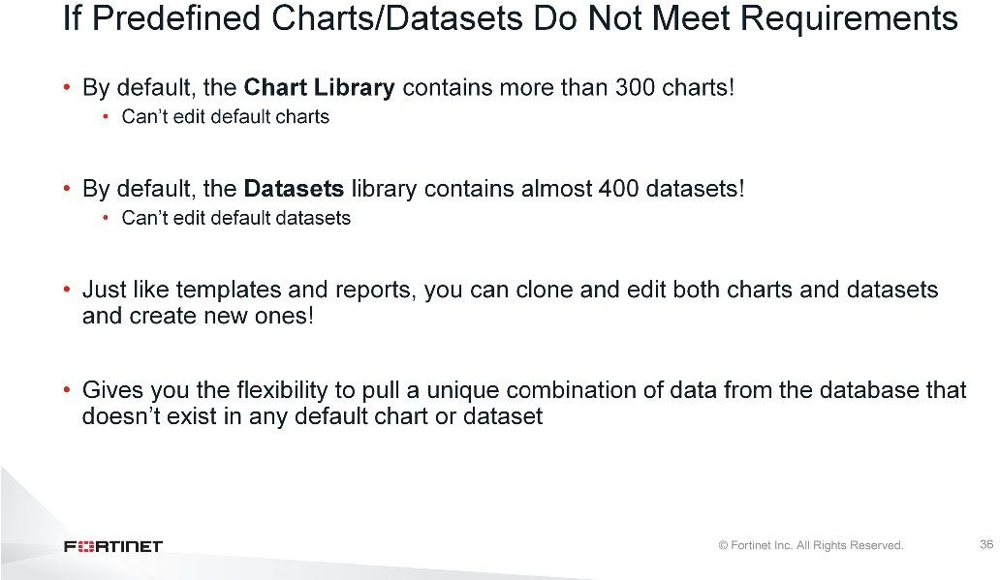 If Predefined Charts/Datasets Do Not Meet Requirements
• By default, the Chart Library contains more than 300 charts!
• Can't edit default charts
• By default, the Datasets library contains almost 400 datasets!
• Can't edit default datasets
• Just like templates and reports, you can clone and edit both charts and datasets
and create new ones!
• Gives you the flexibility to pull a unique combination of data from the database that
doesn't exist in any default chart or dataset
FORTINET
© Fortinet Inc. All Rights Reserved.
36